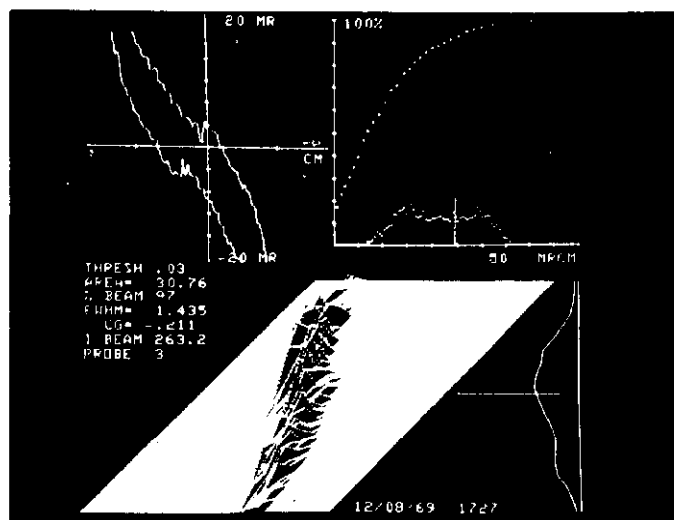 20 MR
100%
CM
-20 MR
50 MRCM
THRESH .03
AREA= 30.76
% BEAM 97
FWHM= 1.435
CG= -.211
I BEAM 263.2
PROBE 3
12/08/69 1727